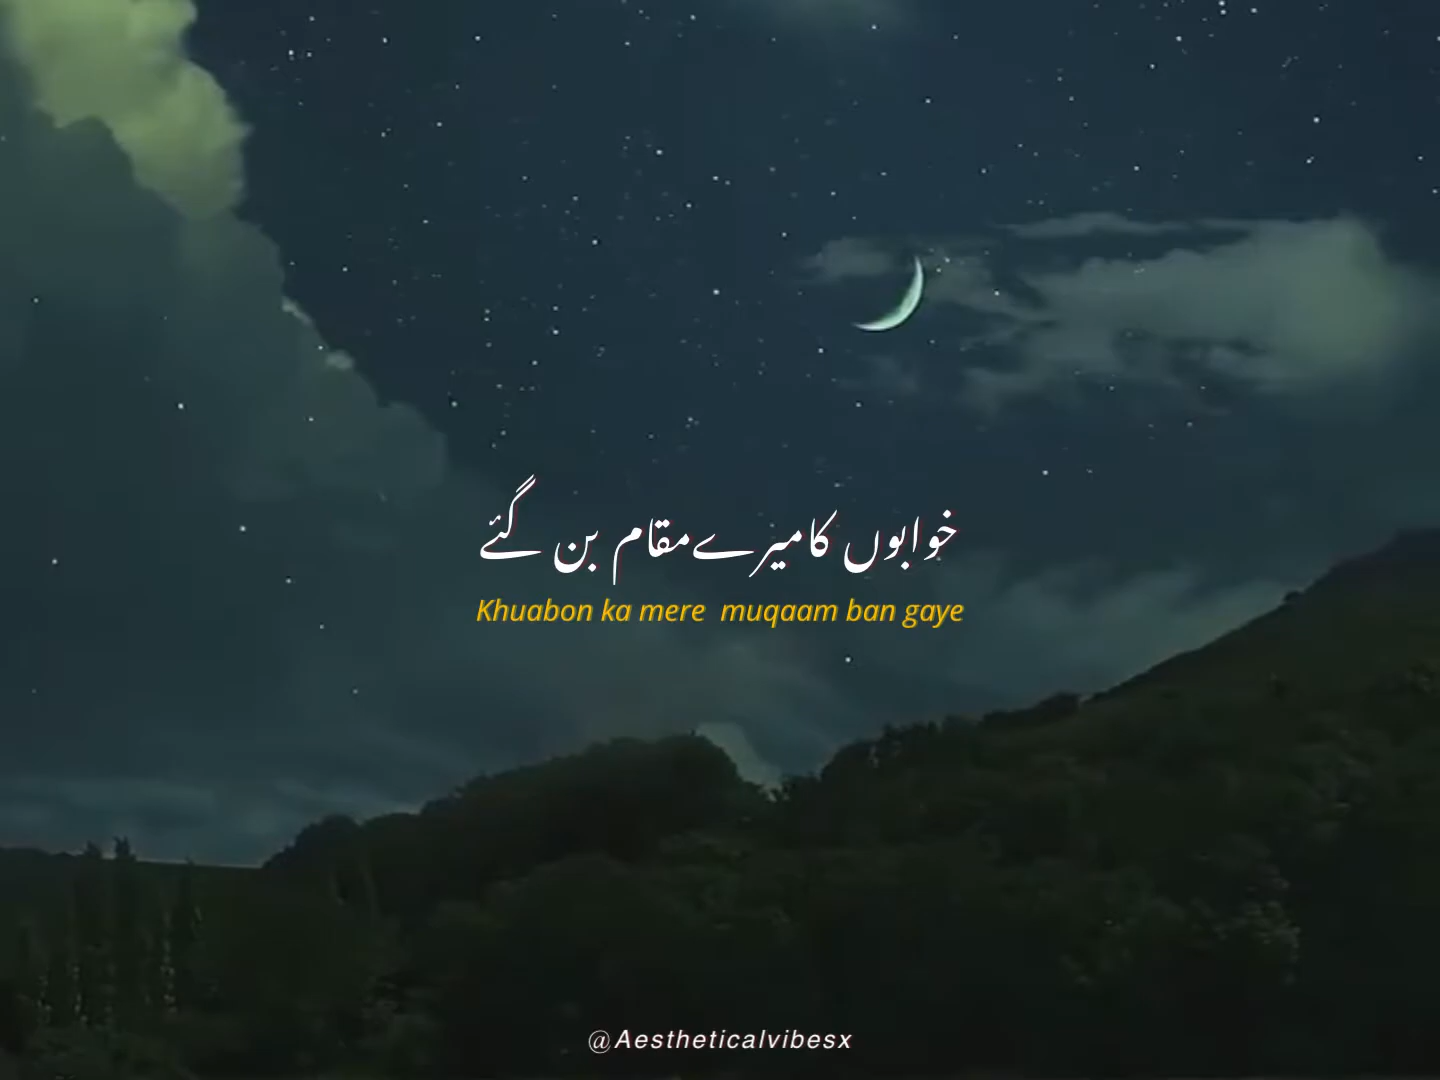 خوابوں کا میرے مقام بن گئے
Khuabon ka mere muqaam ban gaye
@Aestheticalvibesx